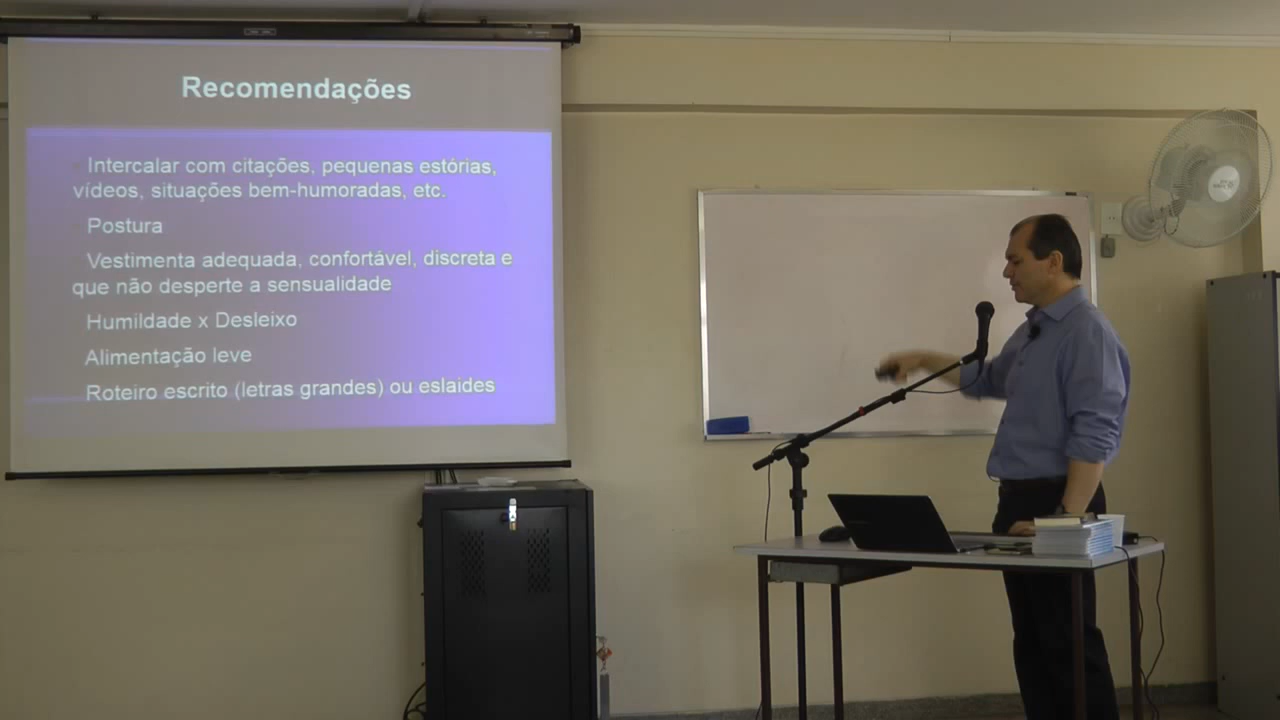 Recomendações
Intercalar com citações, pequenas estórias,
vídeos, situações bem-humoradas, etc.
Postura
Vestimenta adequada, confortável, discreta e
que não desperte a sensualidade
Humildade x Desleixo
Alimentação leve
Roteiro escrito (letras grandes) ou eslaides